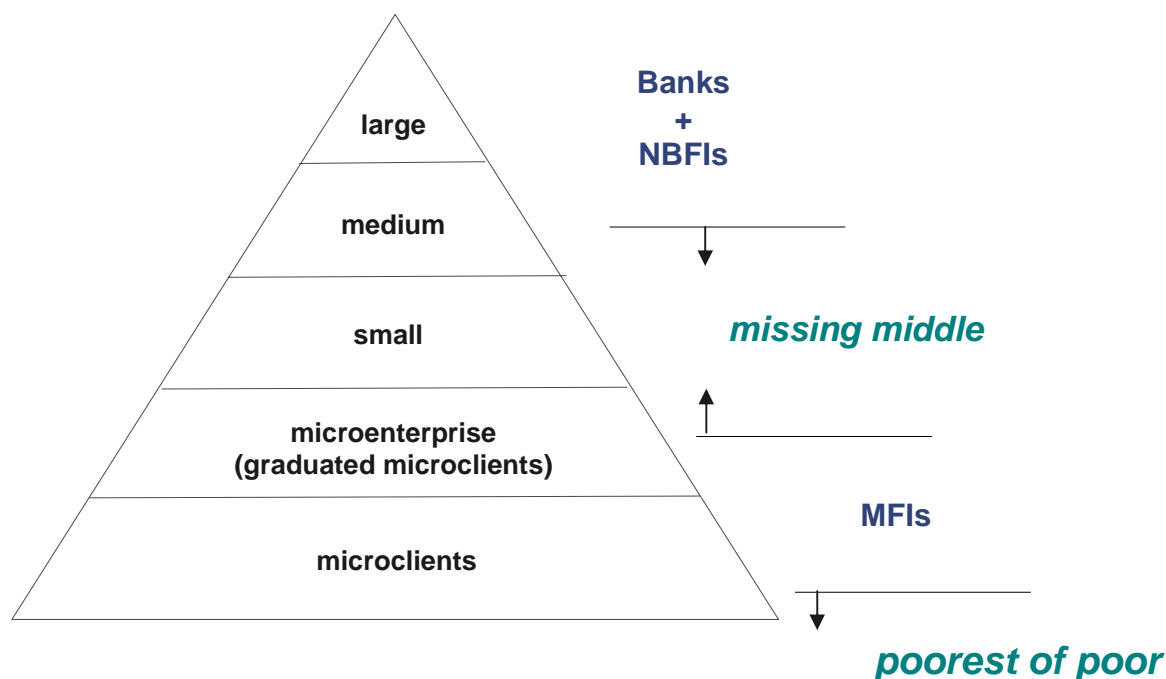 large
medium
small
microenterprise
(graduated microclients)
microclients
Banks
+
NBFIs
missing middle
MFIs
poorest of poor